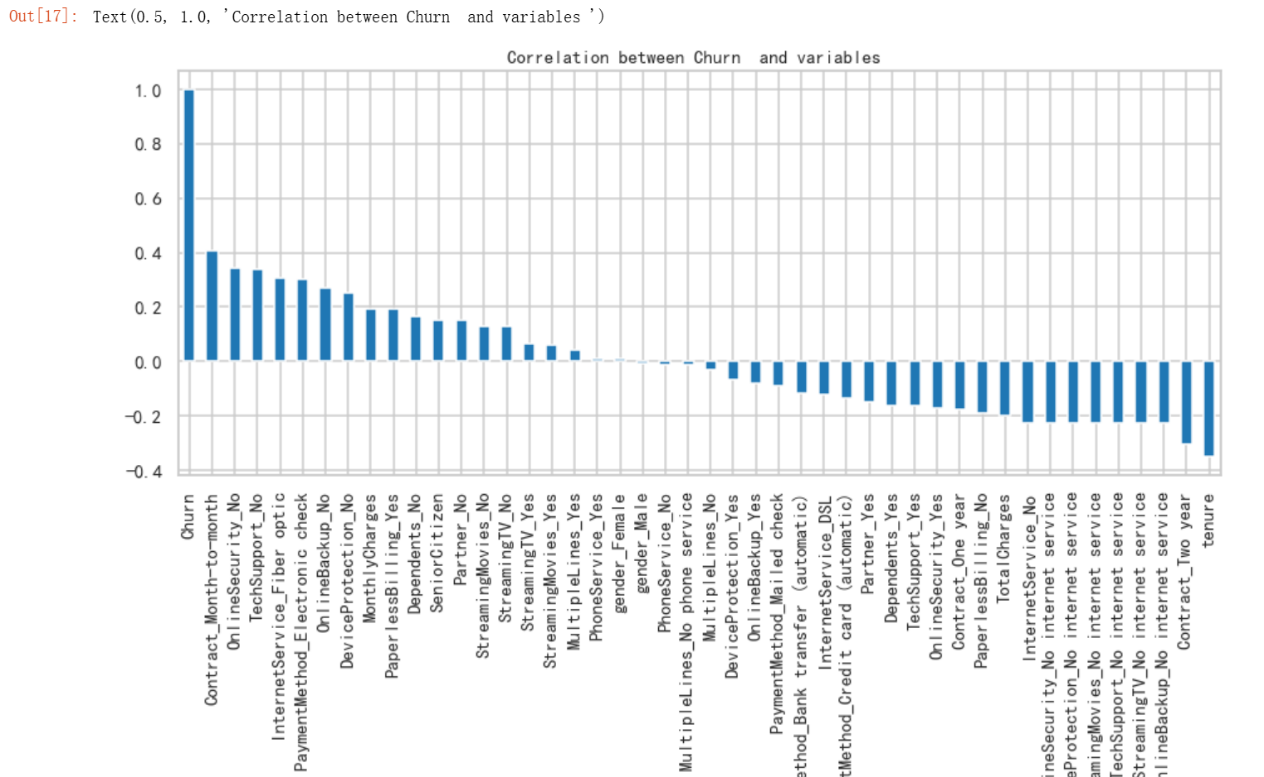 Out[17]: Text(0.5, 1.0, 'Correlation between Churn  and variables ')
Correlation between Churn  and variables
1.0
0.8
0.6
0.4
0.2
0.0
-0.2
-0.4
Churn
Contract_Month-to-month
OnlineSecurity_No
TechSupport_No
InternetService_Fiber optic
PaymentMethod_Electronic check
OnlineBackup_No
DeviceProtection_No
MonthlyCharges
PaperlessBilling_Yes
Dependents_No
SeniorCitizen
Partner_No
StreamingMovies_No
StreamingTV_No
StreamingTV_Yes
StreamingMovies_Yes
MultipleLines_Yes
PhoneService_Yes
gender_Female
gender_Male
PhoneService_No
MultipleLines_No phone service
MultipleLines_No
DeviceProtection_Yes
OnlineBackup_Yes
PaymentMethod_Mailed check
ethod_Bank transfer (automatic)
InternetService_DSL
tMethod_Credit card (automatic)
Partner_Yes
Dependents_Yes
TechSupport_Yes
OnlineSecurity_Yes
Contract_One year
PaperlessBilling_No
TotalCharges
InternetService_No
ineSecurity_No internet service
eProtection_No internet service
amingMovies_No internet service
TechSupport_No internet service
StreamingTV_No internet service
nlineBackup_No internet service
Contract_Two year
tenure